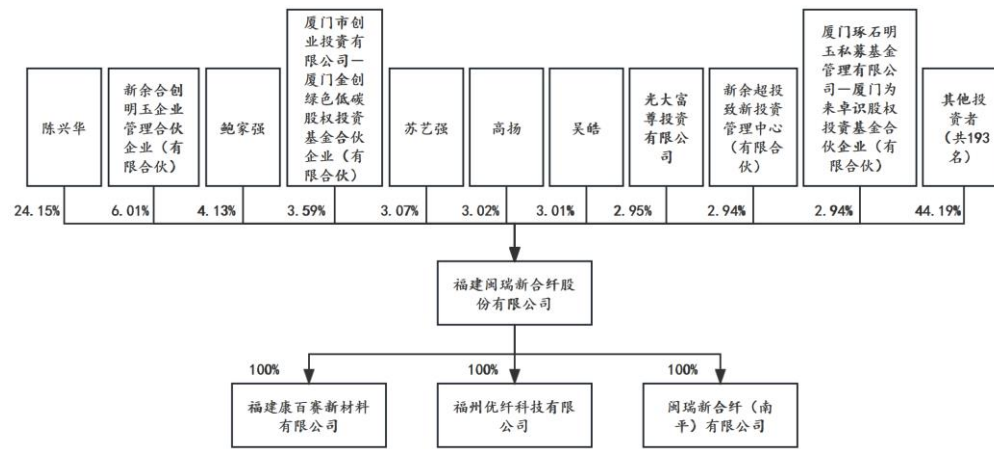 陈兴华
新余合创
明玉企业
管理合伙
企业（有
限合伙）
鲍家强
厦门市创
业投资有
限公司—
厦门金创
绿色低碳
股权投资
基金合伙
企业（有
限合伙）
苏艺强
高扬
吴皓
光大富
尊投资有
限公司
新余超投
致新投资
管理中心
（有限合
伙）
厦门琢石明
玉私募基金
管理有限公
司—厦门为
来卓识股权
投资基金合
伙企业（有
限合伙）
其他投
资者
（共193
名）
24.15%
6.01%
4.13%
3.59%
3.07%
3.02%
3.01%
2.95%
2.94%
2.94%
44.19%
福建闽瑞新合纤股
份有限公司
100%
100%
100%
福建康百赛新材料
有限公司
福州优纤科技有限
公司
闽瑞新合纤（南
平）有限公司